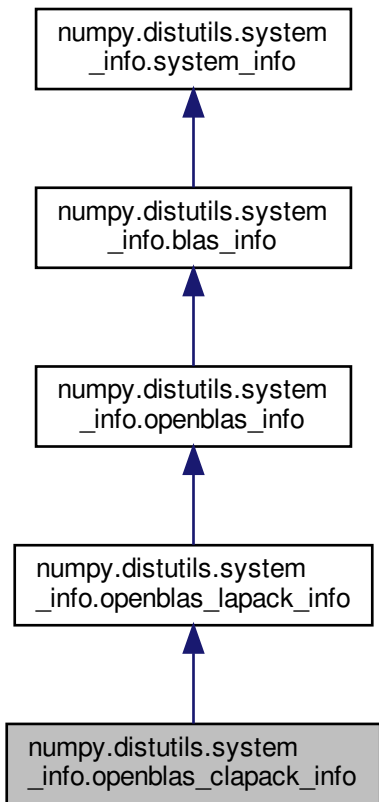 numpy.distutils.system
_info.system_info
numpy.distutils.system
_info.blas_info
numpy.distutils.system
_info.openblas_info
numpy.distutils.system
_info.openblas_lapack_info
numpy.distutils.system
_info.openblas_clapack_info